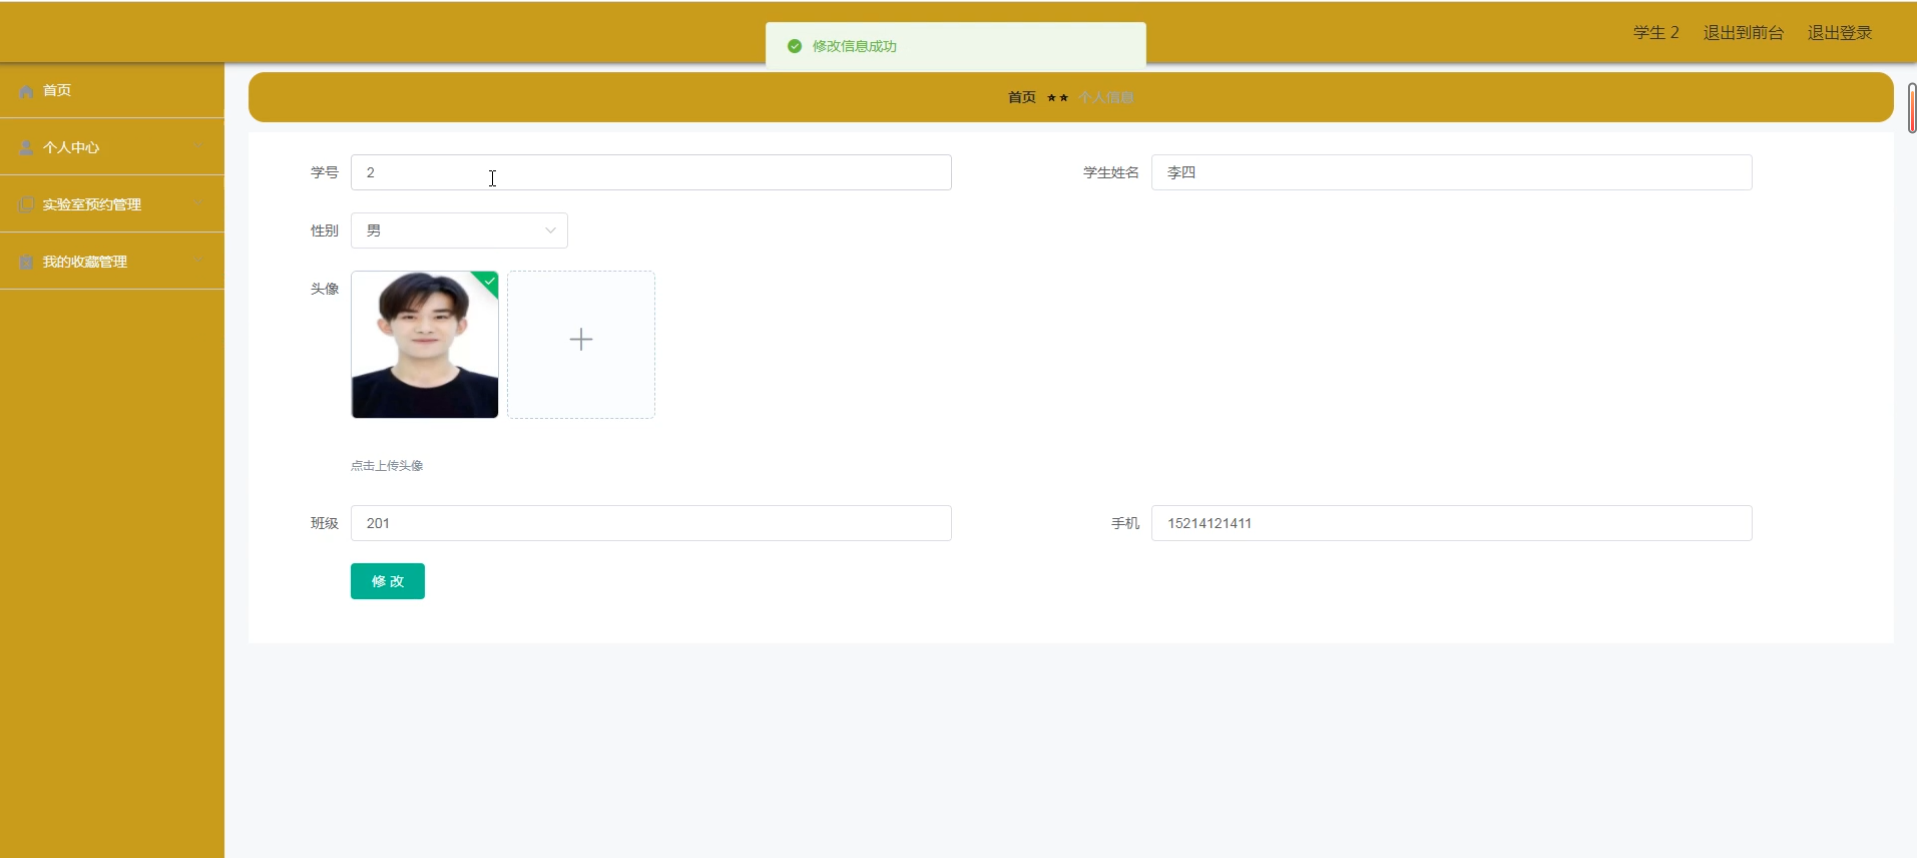 修改信息成功
学生 2 退出到前台 退出登录
首页
个人中心
实验室预约管理
我的收藏管理
首页 ★★ 个人信息
学号 2 学生姓名 李四
性别 男
头像
点击上传头像
班级 201 手机 15214121411
修 改